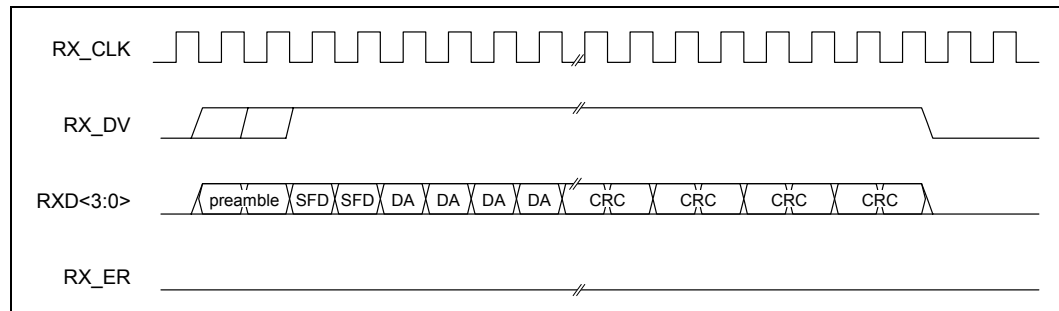 RX_CLK
RX_DV
RXD<3:0> preamble SFD SFD DA DA DA DA CRC CRC CRC CRC
RX_ER